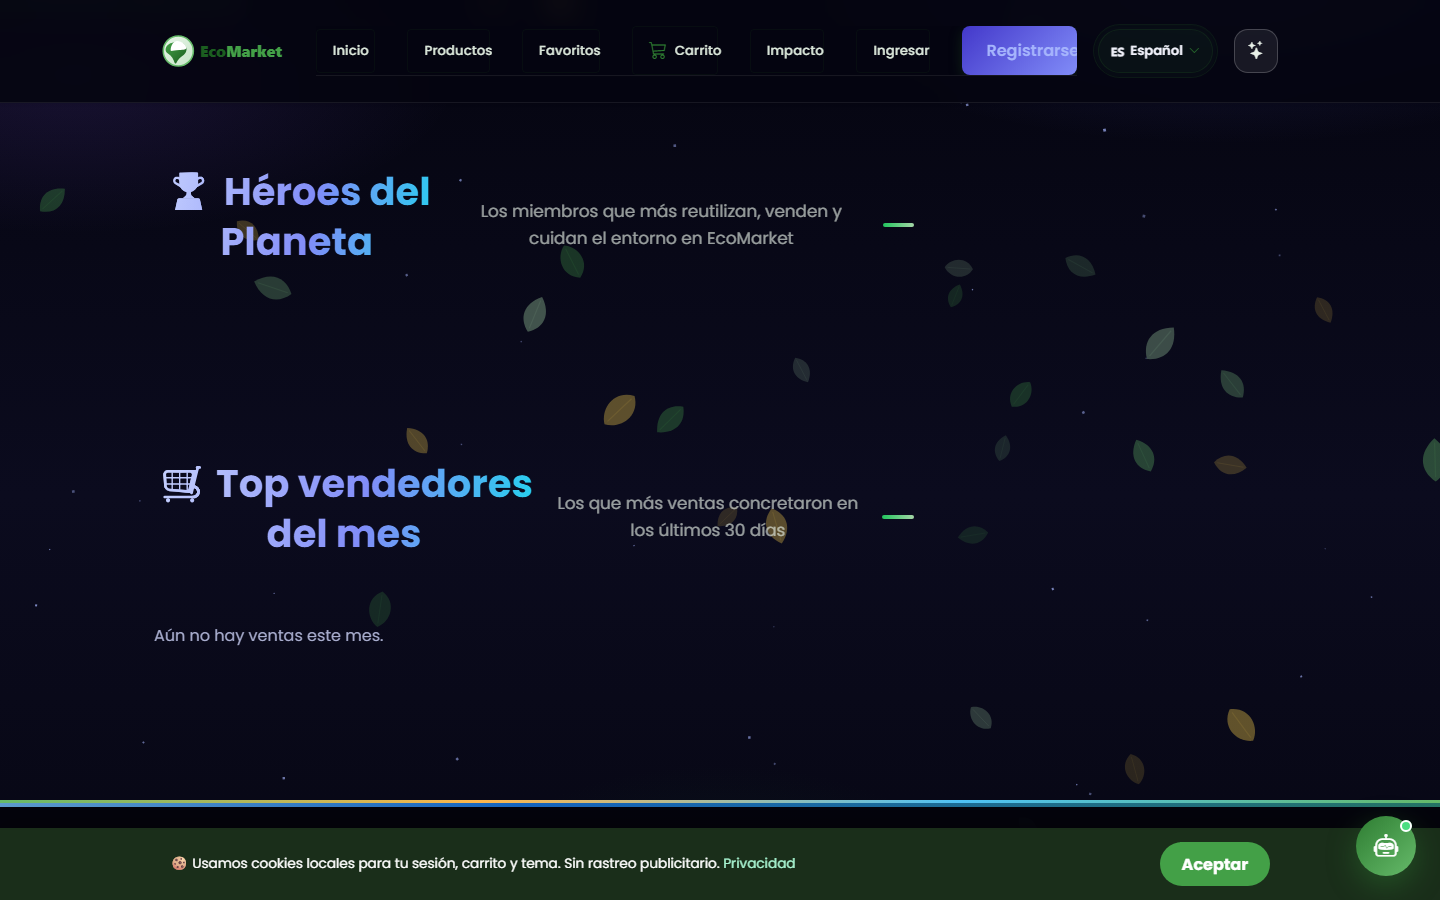 EcoMarket
Inicio
Productos
Favoritos
Carrito
Impacto
Ingresar
Registrarse
ES Español
Héroes del
Planeta
Los miembros que más reutilizan, venden y
cuidan el entorno en EcoMarket
Top vendedores
del mes
Los que más ventas concretaron en
los últimos 30 días
Aún no hay ventas este mes.
Usamos cookies locales para tu sesión, carrito y tema. Sin rastreo publicitario. Privacidad
Aceptar